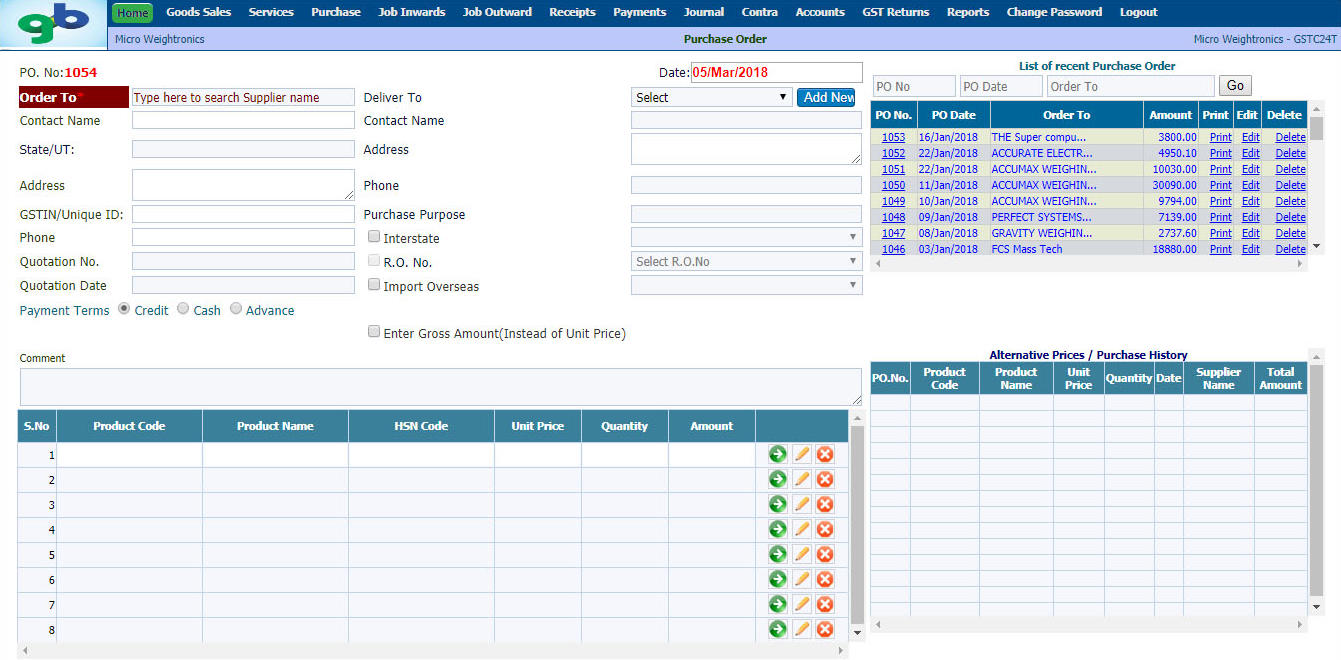 gb
Home Goods Sales Services Purchase Job Inwards Job Outward Receipts Payments Journal Contra Accounts GST Returns Reports Change Password Logout
Micro Weightronics Purchase Order Micro Weightronics - GSTC24T
PO. No:1054 Date: 05/Mar/2018
Order To* Type here to search Supplier name Deliver To Select Add New
Contact Name Contact Name
State/UT: Address
Address Phone
GSTIN/Unique ID: Purchase Purpose
Phone Interstate
Quotation No. R.O. No. Select R.O.No
Quotation Date Import Overseas
Payment Terms Credit Cash Advance
Enter Gross Amount(Instead of Unit Price)
Comment
S.No Product Code Product Name HSN Code Unit Price Quantity Amount
1
2
3
4
5
6
7
8
List of recent Purchase Order
PO No PO Date Order To Go
PO No. PO Date Order To Amount Print Edit Delete
1053 16/Jan/2018 THE Super compu... 3800.00 Print Edit Delete
1052 22/Jan/2018 ACCURATE ELECTR... 4950.10 Print Edit Delete
1051 22/Jan/2018 ACCUMAX WEIGHIN... 10030.00 Print Edit Delete
1050 11/Jan/2018 ACCUMAX WEIGHIN... 30090.00 Print Edit Delete
1049 10/Jan/2018 ACCUMAX WEIGHIN... 9794.00 Print Edit Delete
1048 09/Jan/2018 PERFECT SYSTEMS... 7139.00 Print Edit Delete
1047 08/Jan/2018 GRAVITY WEIGHIN... 2737.60 Print Edit Delete
1046 03/Jan/2018 FCS Mass Tech 18880.00 Print Edit Delete
Alternative Prices / Purchase History
PO.No. Product Code Product Name Unit Price Quantity Date Supplier Name Total Amount